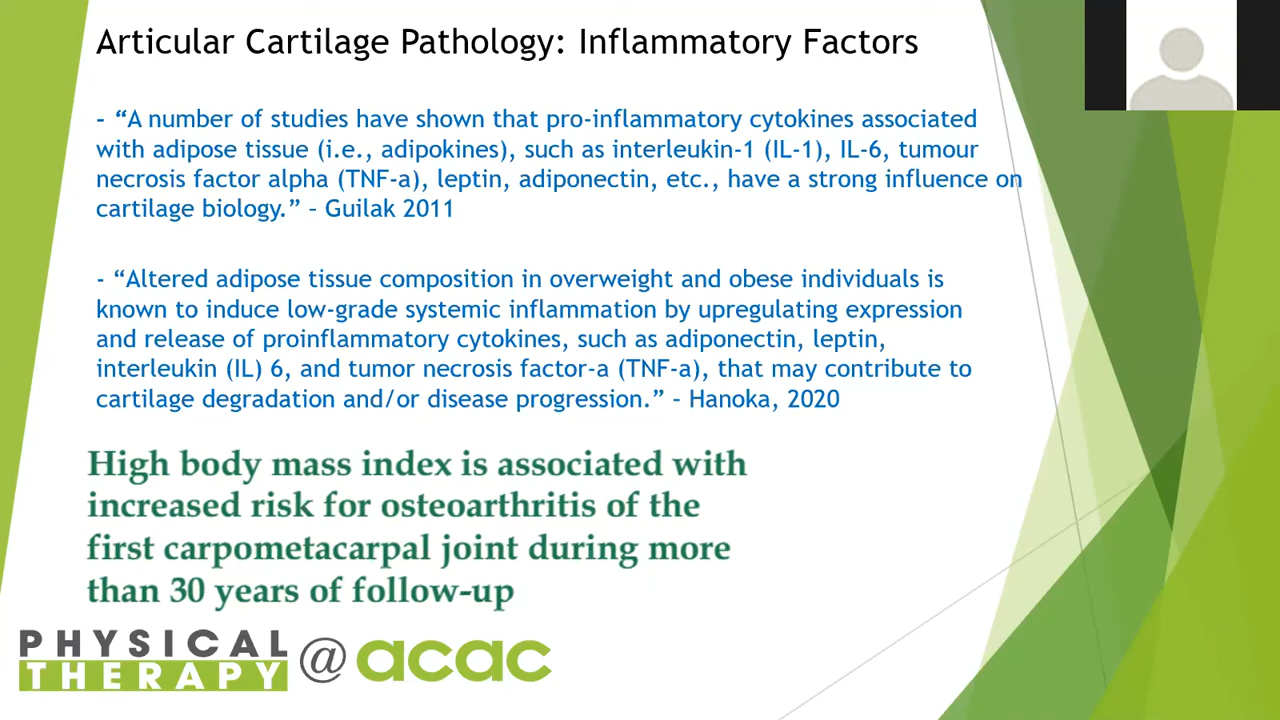 Articular Cartilage Pathology: Inflammatory Factors
- “A number of studies have shown that pro-inflammatory cytokines associated
with adipose tissue (i.e., adipokines), such as interleukin-1 (IL-1), IL-6, tumour
necrosis factor alpha (TNF-a), leptin, adiponectin, etc., have a strong influence on
cartilage biology.” – Guilak 2011
- “Altered adipose tissue composition in overweight and obese individuals is
known to induce low-grade systemic inflammation by upregulating expression
and release of proinflammatory cytokines, such as adiponectin, leptin,
interleukin (IL) 6, and tumor necrosis factor-a (TNF-a), that may contribute to
cartilage degradation and/or disease progression.” – Hanoka, 2020
High body mass index is associated with
increased risk for osteoarthritis of the
first carpometacarpal joint during more
than 30 years of follow-up
PHYSICAL
THERAPY @ acac